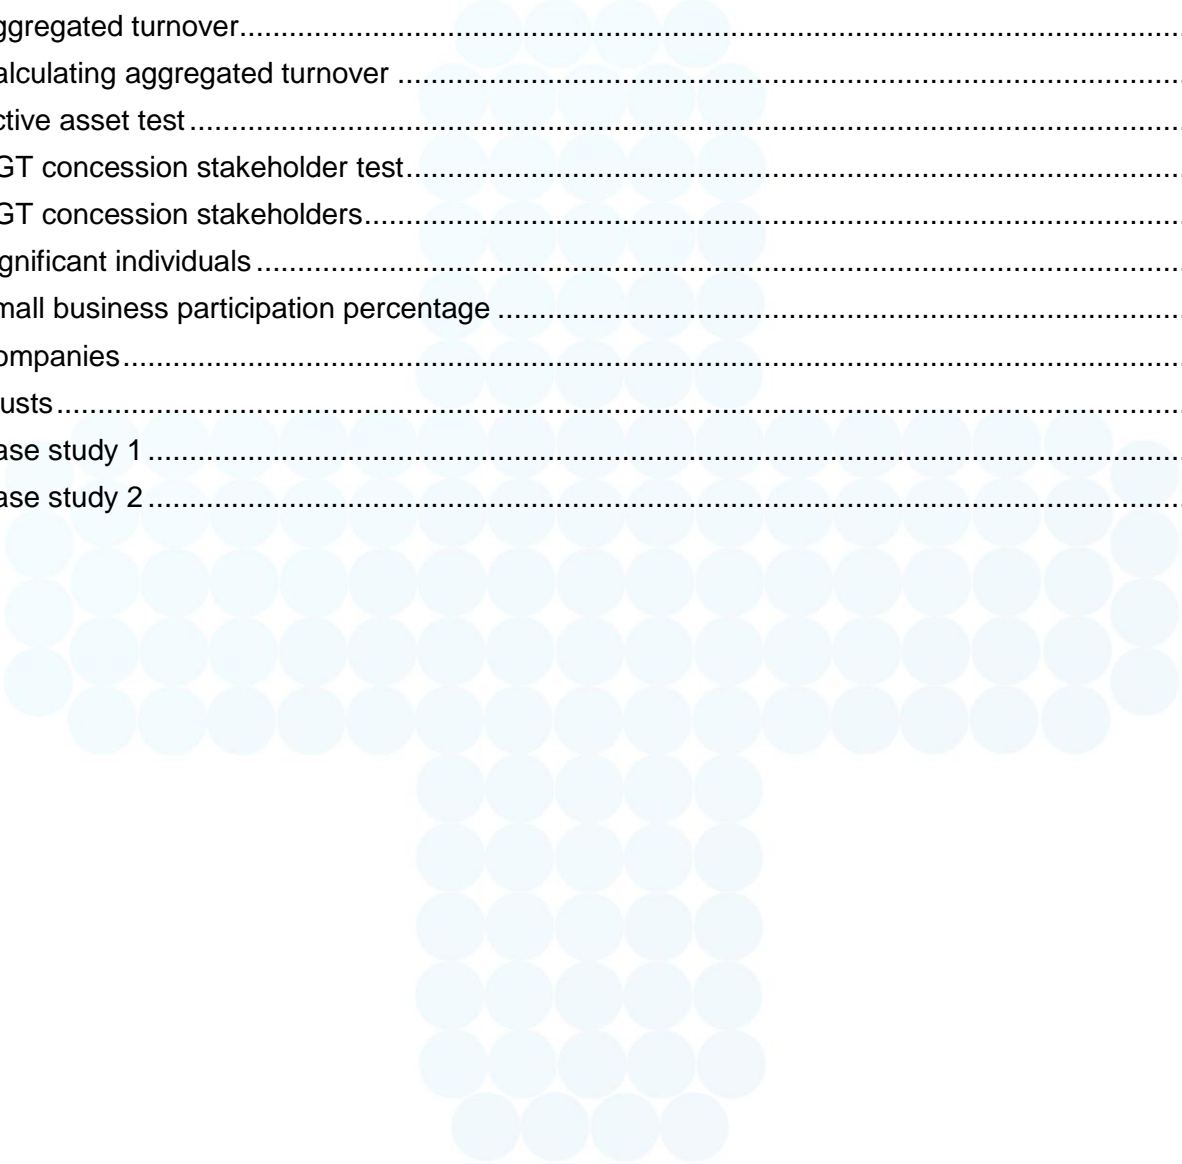 ggregated turnover........................................................................................................................
alculating aggregated turnover ........................................................................................................
ctive asset test ..............................................................................................................................
GT concession stakeholder test.......................................................................................................
GT concession stakeholders............................................................................................................
gnificant individuals .......................................................................................................................
mall business participation percentage ............................................................................................
ompanies......................................................................................................................................
usts .............................................................................................................................................
ase study 1 ...................................................................................................................................
ase study 2 ...................................................................................................................................